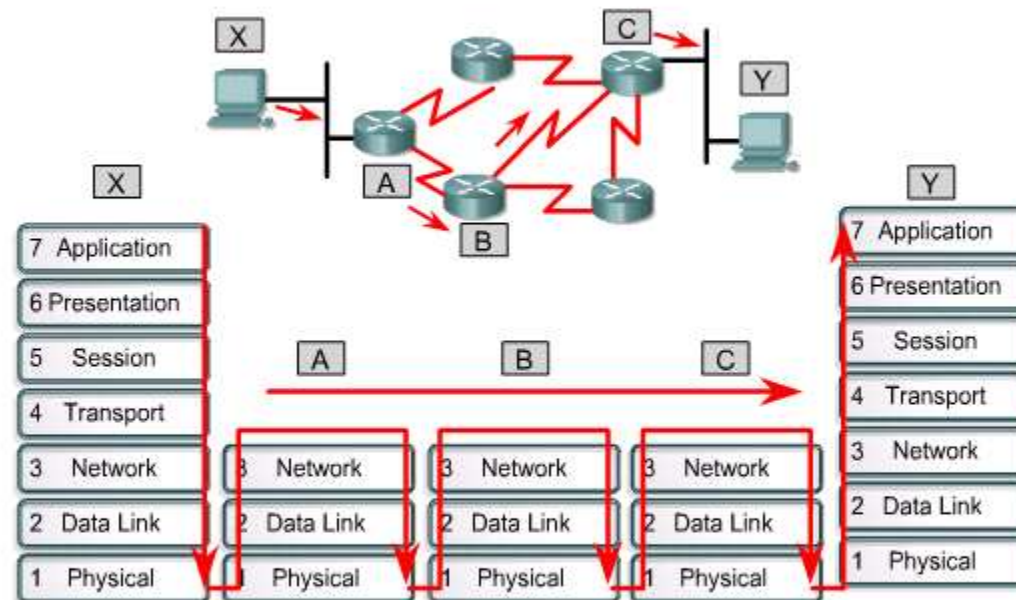 X
C
Y
A
B
X
Y
7 Application
6 Presentation
5 Session
4 Transport
3 Network
2 Data Link
1 Physical
A
B
C
3 Network
2 Data Link
1 Physical
3 Network
2 Data Link
1 Physical
3 Network
2 Data Link
1 Physical
7 Application
6 Presentation
5 Session
4 Transport
3 Network
2 Data Link
1 Physical